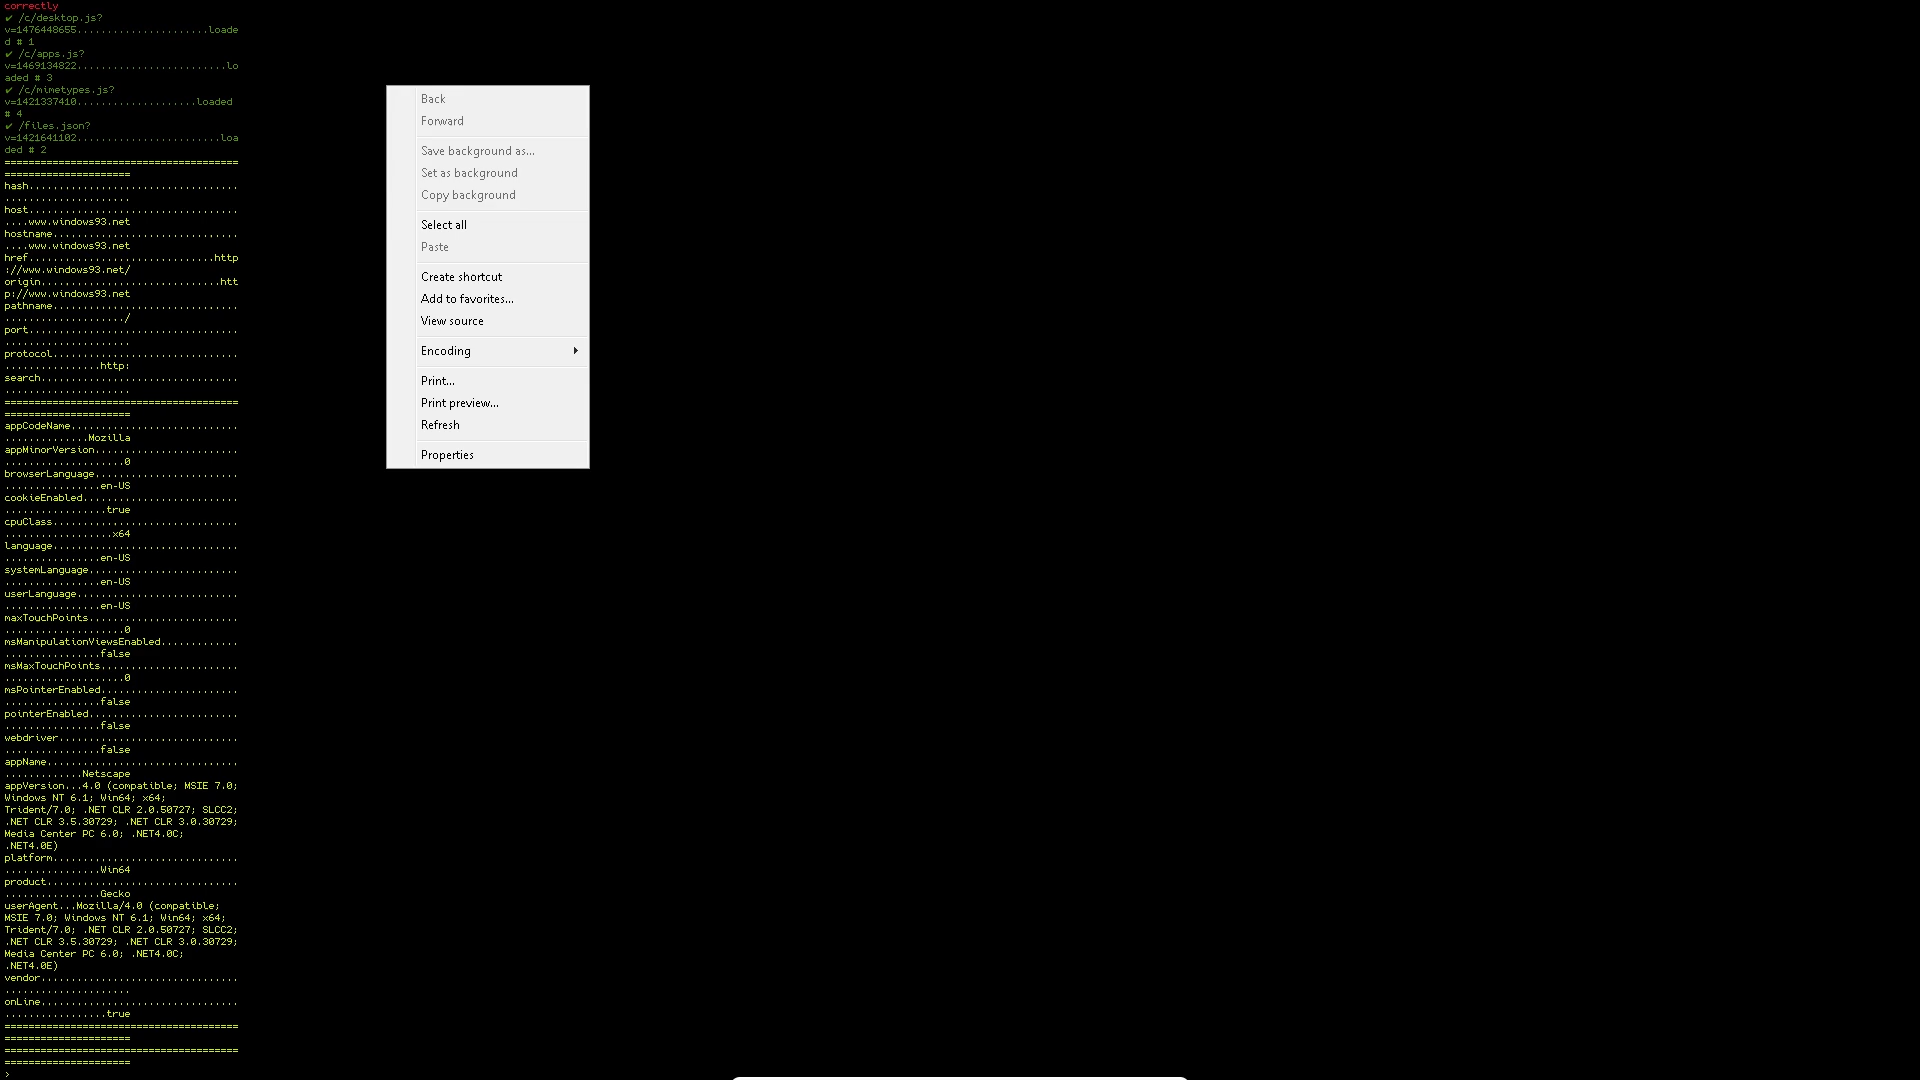 correctly
✔ /c/desktop.js?
v=1476448655......................loade
d # 1
✔ /c/apps.js?
v=1469134822.........................lo
aded # 3
✔ /c/mimetypes.js?
v=1421337410....................loaded
# 4
✔ /files.json?
v=1421641102........................loa
ded # 2
=======================================
=====================
hash...................................
.....................
host...................................
....www.windows93.net
hostname...............................
....www.windows93.net
href...............................http
://www.windows93.net/
origin..............................htt
p://www.windows93.net
pathname...............................
..................../
port...................................
.....................
protocol...............................
................http:
search.................................
.....................
=======================================
=====================
appCodeName............................
..............Mozilla
appMinorVersion........................
....................0
browserLanguage........................
................en-US
cookieEnabled..........................
.................true
cpuClass...............................
..................x64
language...............................
................en-US
systemLanguage.........................
................en-US
userLanguage...........................
................en-US
maxTouchPoints.........................
....................0
msManipulationViewsEnabled.............
................false
msMaxTouchPoints.......................
....................0
msPointerEnabled.......................
................false
pointerEnabled.........................
................false
webdriver..............................
................false
appName................................
.............Netscape
appVersion...4.0 (compatible; MSIE 7.0;
Windows NT 6.1; Win64; x64;
Trident/7.0; .NET CLR 2.0.50727; SLCC2;
.NET CLR 3.5.30729; .NET CLR 3.0.30729;
Media Center PC 6.0; .NET4.0C;
.NET4.0E)
platform...............................
................Win64
product................................
................Gecko
userAgent...Mozilla/4.0 (compatible;
MSIE 7.0; Windows NT 6.1; Win64; x64;
Trident/7.0; .NET CLR 2.0.50727; SLCC2;
.NET CLR 3.5.30729; .NET CLR 3.0.30729;
Media Center PC 6.0; .NET4.0C;
.NET4.0E)
vendor.................................
.....................
onLine.................................
.................true
=======================================
=====================
=======================================
=====================
>
Back
Forward
Save background as...
Set as background
Copy background
Select all
Paste
Create shortcut
Add to favorites...
View source
Encoding
Print...
Print preview...
Refresh
Properties